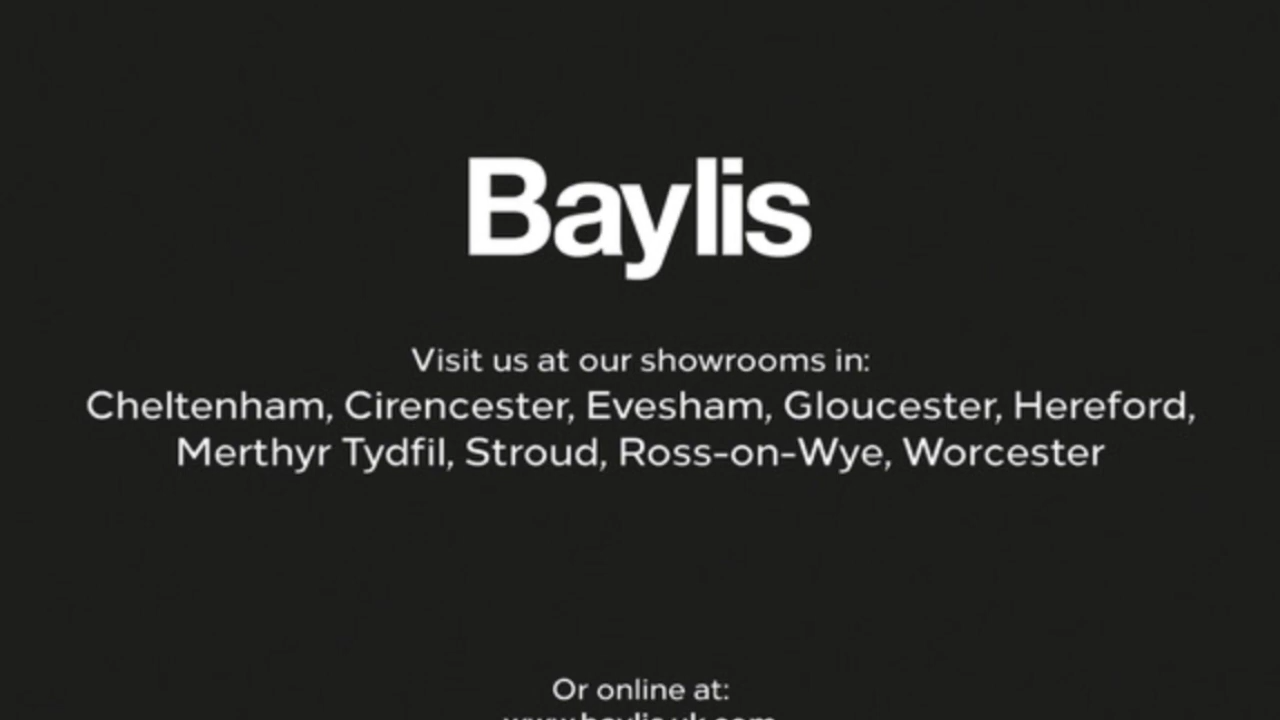 Baylis
Visit us at our showrooms in:
Cheltenham, Cirencester, Evesham, Gloucester, Hereford,
Merthyr Tydfil, Stroud, Ross-on-Wye, Worcester
Or online at: